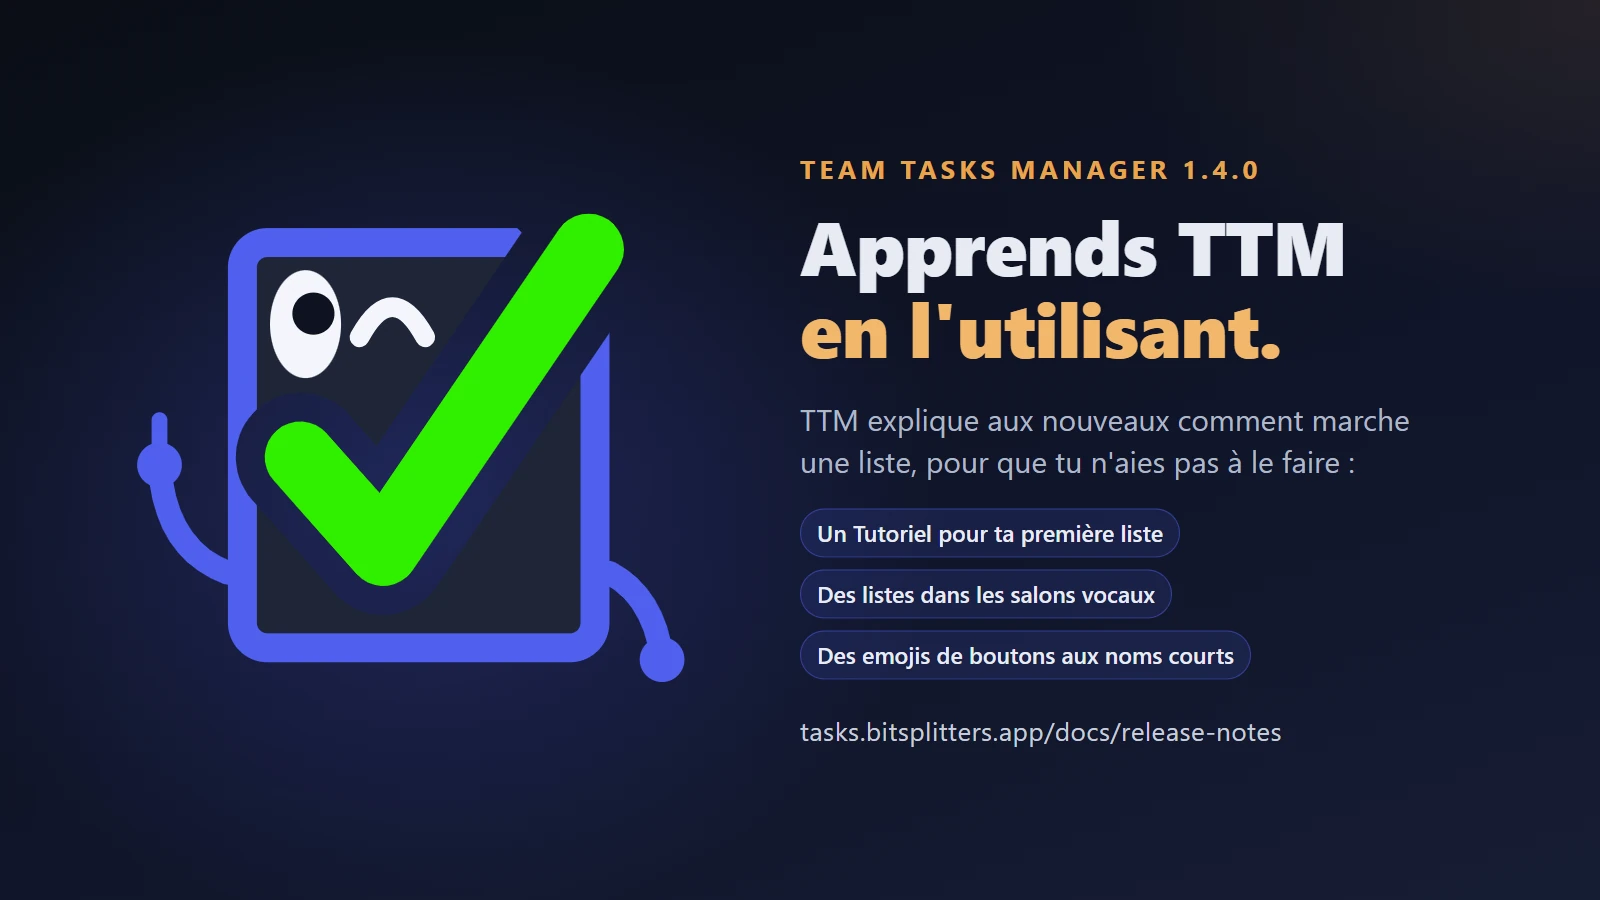 TEAM TASKS MANAGER 1.4.0
Apprends TTM
en l'utilisant.
TTM explique aux nouveaux comment marche
une liste, pour que tu n'aies pas à le faire :
Un Tutoriel pour ta première liste
Des listes dans les salons vocaux
Des emojis de boutons aux noms courts
tasks.bitsplitters.app/docs/release-notes